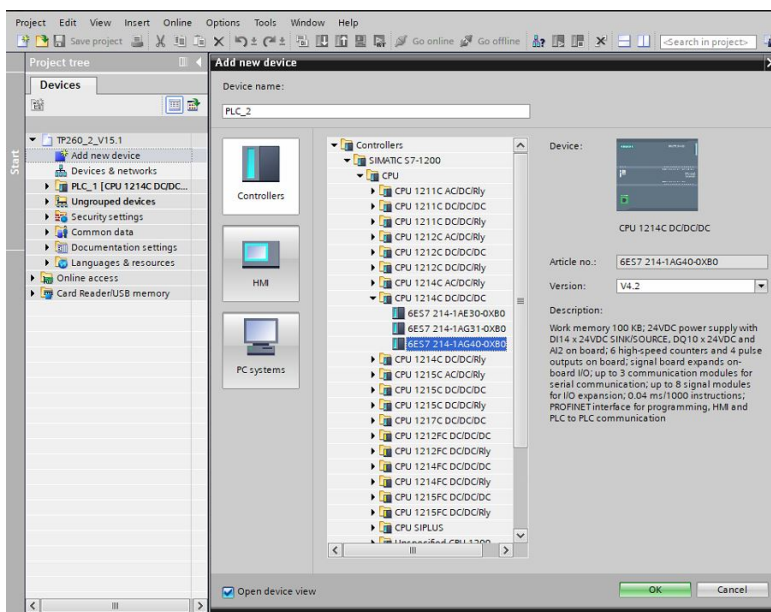 Project Edit View Insert Online Options Tools Window Help
Save project Go online Go offline <Search in project>
Project tree
Devices
Start
TP260_2_V15.1
Add new device
Devices & networks
PLC_1 [CPU 1214C DC/DC...
Ungrouped devices
Security settings
Common data
Documentation settings
Languages & resources
Online access
Card Reader/USB memory
Add new device
Device name:
PLC_2
Controllers
HMI
PC systems
Controllers
SIMATIC S7-1200
CPU
CPU 1211C AC/DC/Rly
CPU 1211C DC/DC/DC
CPU 1211C DC/DC/Rly
CPU 1212C AC/DC/Rly
CPU 1212C DC/DC/DC
CPU 1212C DC/DC/Rly
CPU 1214C AC/DC/Rly
CPU 1214C DC/DC/DC
6ES7 214-1AE30-0XB0
6ES7 214-1AG31-0XB0
6ES7 214-1AG40-0XB0
CPU 1214C DC/DC/Rly
CPU 1215C AC/DC/Rly
CPU 1215C DC/DC/DC
CPU 1215C DC/DC/Rly
CPU 1217C DC/DC/DC
CPU 1212FC DC/DC/DC
CPU 1212FC DC/DC/Rly
CPU 1214FC DC/DC/DC
CPU 1214FC DC/DC/Rly
CPU 1215FC DC/DC/DC
CPU 1215FC DC/DC/Rly
CPU SIPLUS
Unspecified CPU 1200
Device:
CPU 1214C DC/DC/DC
Article no.: 6ES7 214-1AG40-0XB0
Version: V4.2
Description:
Work memory 100 KB; 24VDC power supply with
DI14 x 24VDC SINK/SOURCE, DQ10 x 24VDC and
AI2 on board; 6 high-speed counters and 4 pulse
outputs on board; signal board expands on-
board I/O; up to 3 communication modules for
serial communication; up to 8 signal modules
for I/O expansion; 0.04 ms/1000 instructions;
PROFINET interface for programming, HMI and
PLC to PLC communication
Open device view
OK Cancel